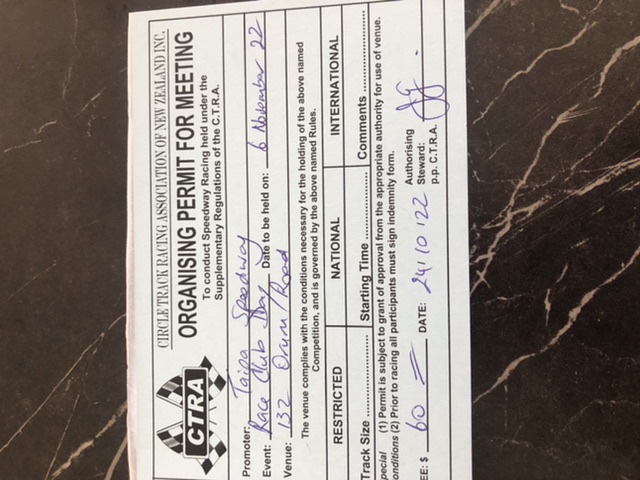 CIRCLE TRACK RACING ASSOCIATION OF NEW ZEALAND INC.
ORGANISING PERMIT FOR MEETING
To conduct Speedway Racing held under the
Supplementary Regulations of the C.T.R.A.
CTRA
Promoter: Taipa Speedway
Event: Race Club Day Date to be held on: 6 November 22
Venue: 132 Oruru Road
The venue complies with the conditions necessary for the holding of the above named
Competition, and is governed by the above named Rules.
RESTRICTED NATIONAL INTERNATIONAL
Track Size Starting Time Comments
pecial (1) Permit is subject to grant of approval from the appropriate authority for use of venue.
onditions (2) Prior to racing all participants must sign indemnity form.
EE: $ 60 DATE: 24/10/22 Authorising
Steward:
p.p. C.T.R.A.